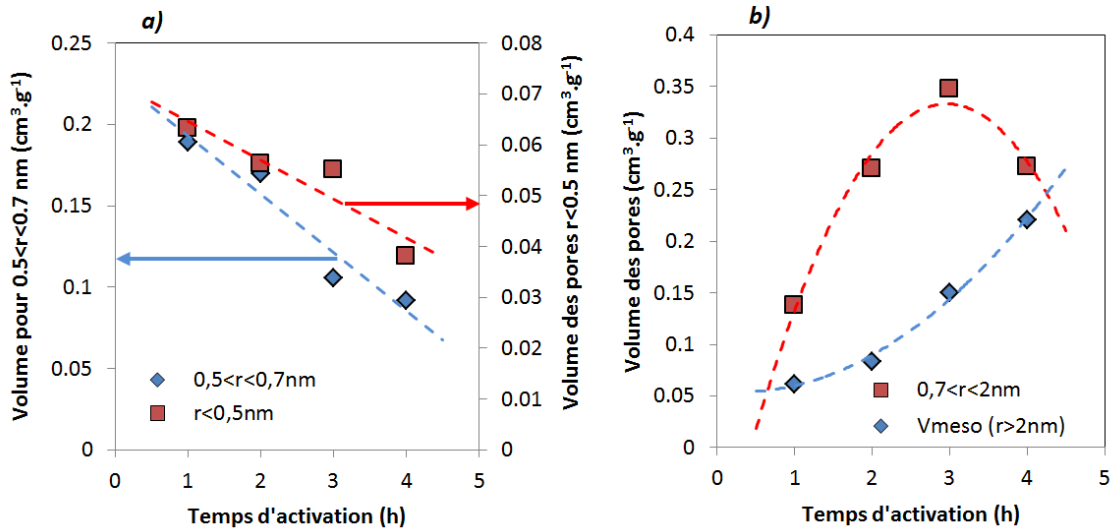 a)
0.25
0.2
0.15
0.1
0.05
0
Volume pour 0.5<r<0.7 nm (cm³·g⁻¹)
0.08
0.07
0.06
0.05
0.04
0.03
0.02
0.01
0
Volume des pores r<0.5 nm (cm³·g⁻¹)
0,5<r<0,7nm
r<0,5nm
0 1 2 3 4 5
Temps d'activation (h)
b)
0.4
0.35
0.3
0.25
0.2
0.15
0.1
0.05
0
Volume des pores (cm³.g⁻¹)
0,7<r<2nm
Vmeso (r>2nm)
0 1 2 3 4 5
Temps d'activation (h)